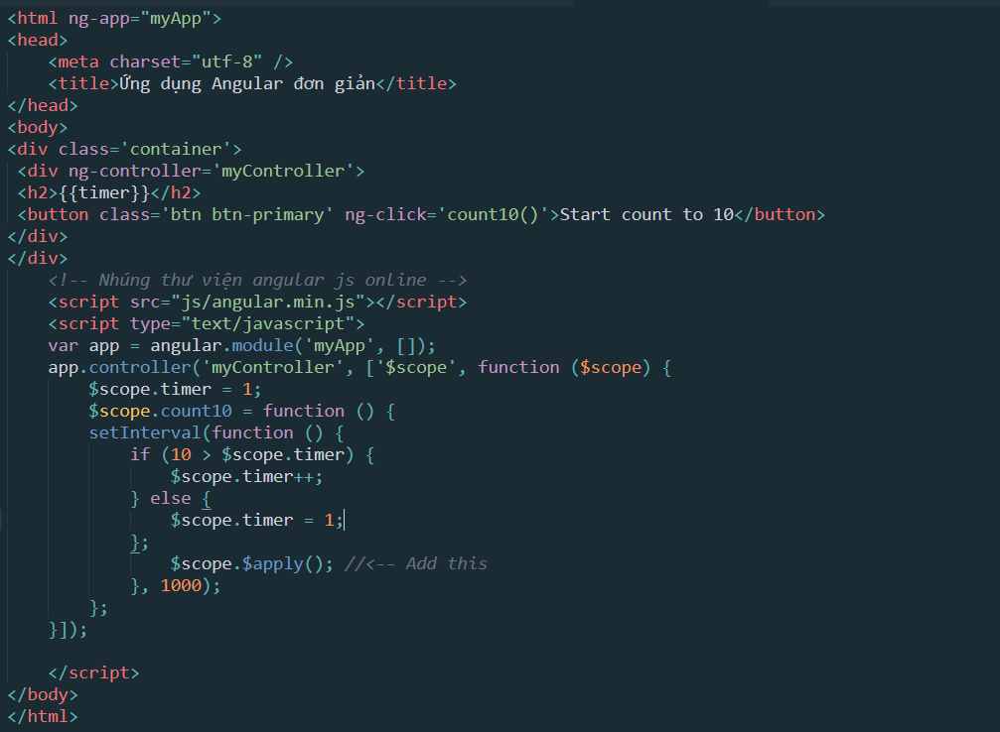 <html ng-app="myApp">
<head>
    <meta charset="utf-8" />
    <title>Ứng dụng Angular đơn giản</title>
</head>
<body>
<div class='container'>
 <div ng-controller='myController'>
 <h2>{{timer}}</h2>
 <button class='btn btn-primary' ng-click='count10()'>Start count to 10</button>
</div>
</div>
    <!-- Nhúng thư viện angular js online -->
    <script src="js/angular.min.js"></script>
    <script type="text/javascript">
    var app = angular.module('myApp', []);
    app.controller('myController', ['$scope', function ($scope) {
        $scope.timer = 1;
        $scope.count10 = function () {
        setInterval(function () {
            if (10 > $scope.timer) {
                $scope.timer++;
            } else {
                $scope.timer = 1;
            };
                $scope.$apply(); //<-- Add this
            }, 1000);
        };
    }]);
    </script>
</body>
</html>